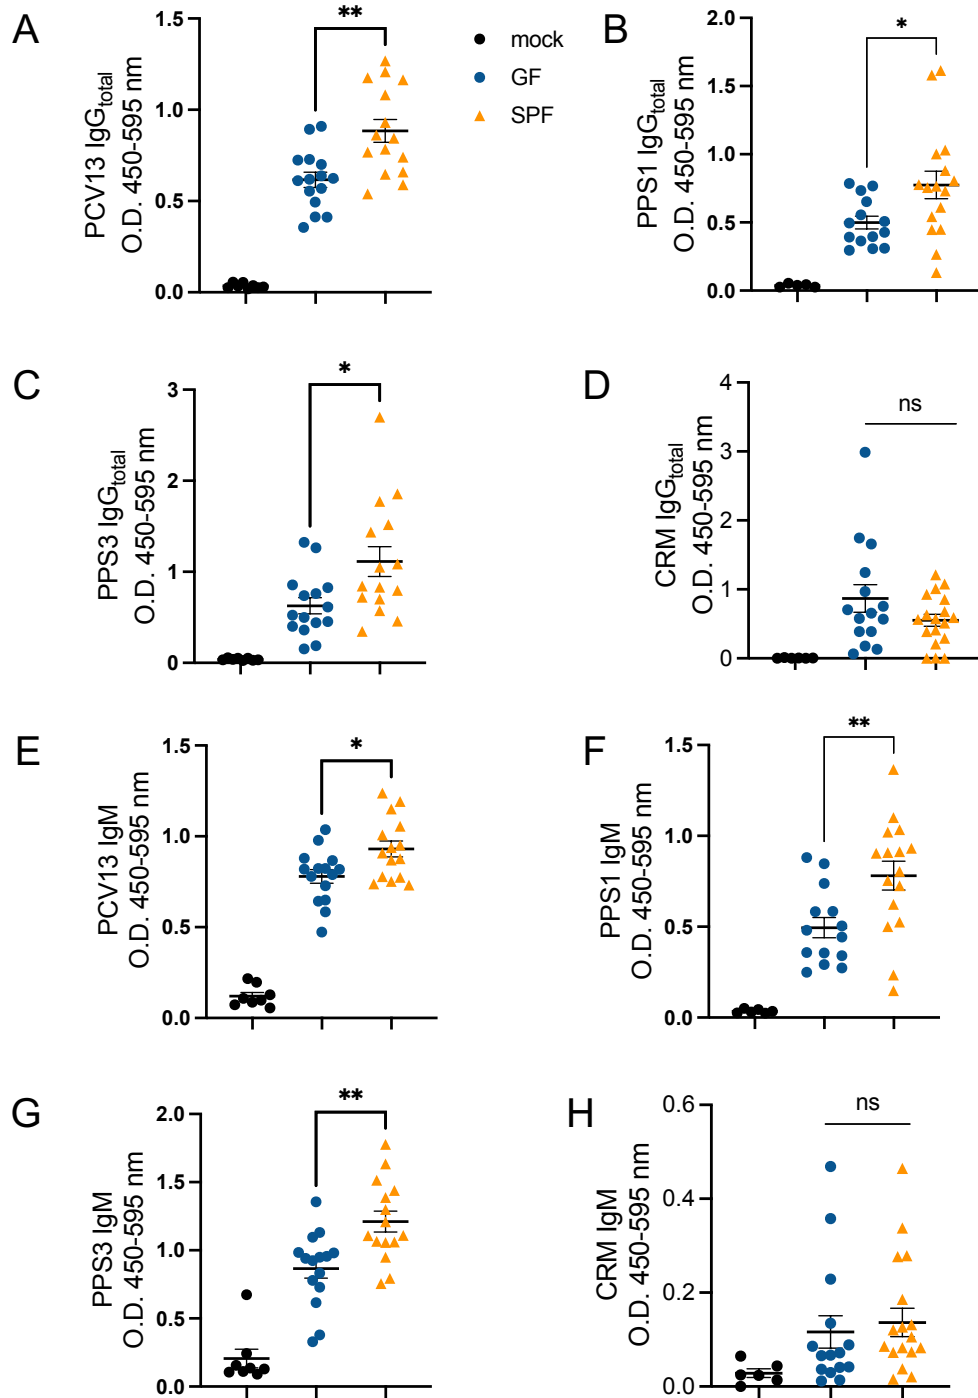 A
PCV13 IgGtotal
O.D. 450-595 nm
1.5
1.0
0.5
0.0
**
mock
GF
SPF
B
PPS1 IgGtotal
O.D. 450-595 nm
2.0
1.5
1.0
0.5
0.0
*
C
PPS3 IgGtotal
O.D. 450-595 nm
3
2
1
0
*
D
CRM IgGtotal
O.D. 450-595 nm
4
3
2
1
0
ns
E
PCV13 IgM
O.D. 450-595 nm
1.5
1.0
0.5
0.0
*
F
PPS1 IgM
O.D. 450-595 nm
1.5
1.0
0.5
0.0
**
G
PPS3 IgM
O.D. 450-595 nm
2.0
1.5
1.0
0.5
0.0
**
H
CRM IgM
O.D. 450-595 nm
0.6
0.4
0.2
0.0
ns